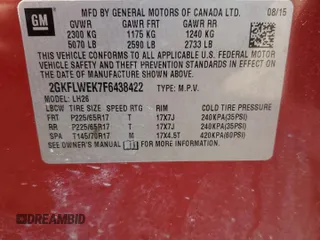 GM
MFD BY GENERAL MOTORS OF CANADA LTD. 08/15
GVWR GAWR FRT GAWR RR
2300 KG 1175 KG 1240 KG
5070 LB 2590 LB 2733 LB
THIS VEHICLE CONFORMS TO ALL APPLICABLE U.S. FEDERAL MOTOR
VEHICLE SAFETY AND THEFT PREVENTION STANDARDS IN EFFECT ON
THE DATE OF MANUFACTURE SHOWN ABOVE.
2GKFLWEK7F6438422 TYPE: M.P.V.
MODEL: LH26
LBCW TIRE SIZE SPEED RTG RIM COLD TIRE PRESSURE
FRT P225/65R17 T 17X7J 240KPA(35PSI)
RR P225/65R17 T 17X7J 240KPA(35PSI)
SPA T145/70R17 M 17X4.5T 420KPA(60PSI)
SEE OWNER'S MANUAL FOR ADDITIONAL INFORMATION.
DREAMBID